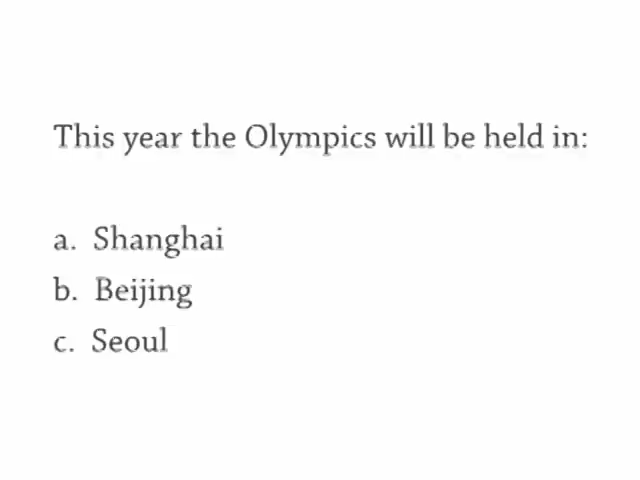 This year the Olympics will be held in:
a. Shanghai
b. Beijing
c. Seoul